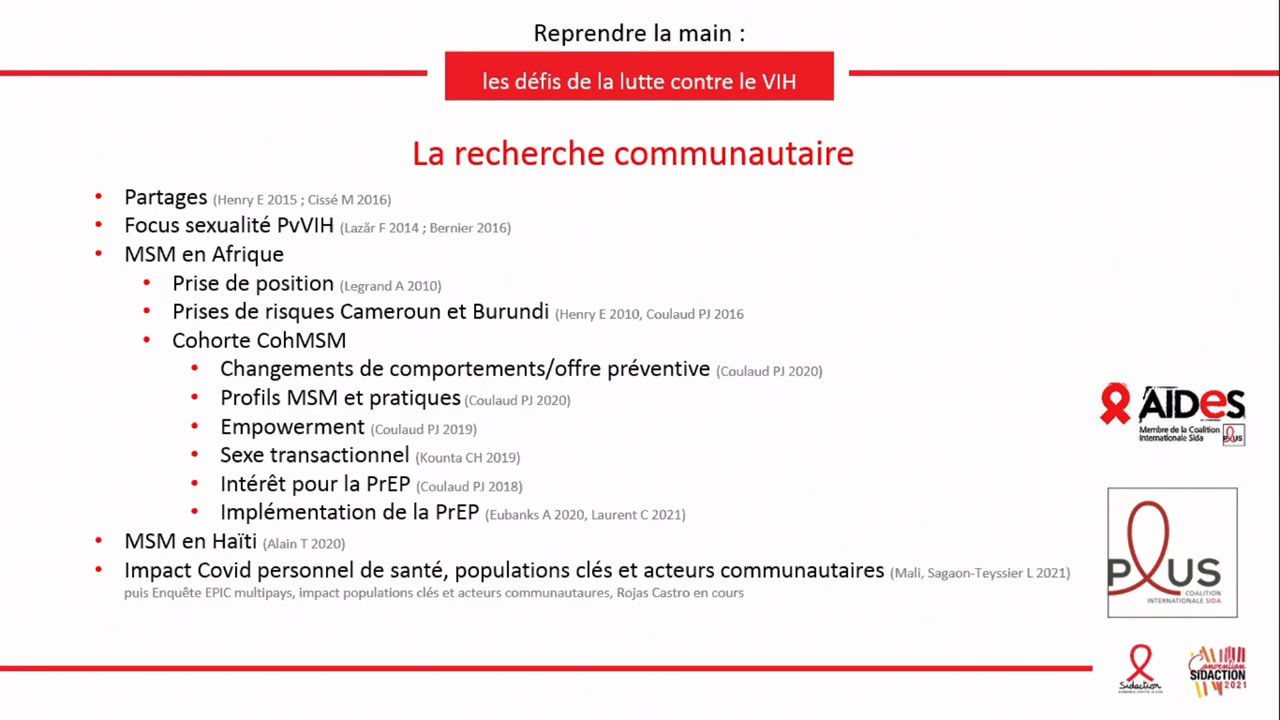 Reprendre la main :
les défis de la lutte contre le VIH
La recherche communautaire
• Partages (Henry E 2015 ; Cissé M 2016)
• Focus sexualité PvVIH (Lazăr F 2014 ; Bernier 2016)
• MSM en Afrique
• Prise de position (Legrand A 2010)
• Prises de risques Cameroun et Burundi (Henry E 2010, Coulaud PJ 2016
• Cohorte CohMSM
• Changements de comportements/offre préventive (Coulaud PJ 2020)
• Profils MSM et pratiques (Coulaud PJ 2020)
• Empowerment (Coulaud PJ 2019)
• Sexe transactionnel (Kounta CH 2019)
• Intérêt pour la PrEP (Coulaud PJ 2018)
• Implémentation de la PrEP (Eubanks A 2020, Laurent C 2021)
• MSM en Haïti (Alain T 2020)
• Impact Covid personnel de santé, populations clés et acteurs communautaires (Mali, Sagaon-Teyssier L 2021)
puis Enquête EPIC multipays, impact populations clés et acteurs communautaures, Rojas Castro en cours
AIDes
Membre de la Coalition
Internationale Sida PLUS
PLUS
COALITION
INTERNATIONALE SIDA
Sidaction
Convention
SIDACTION
2021